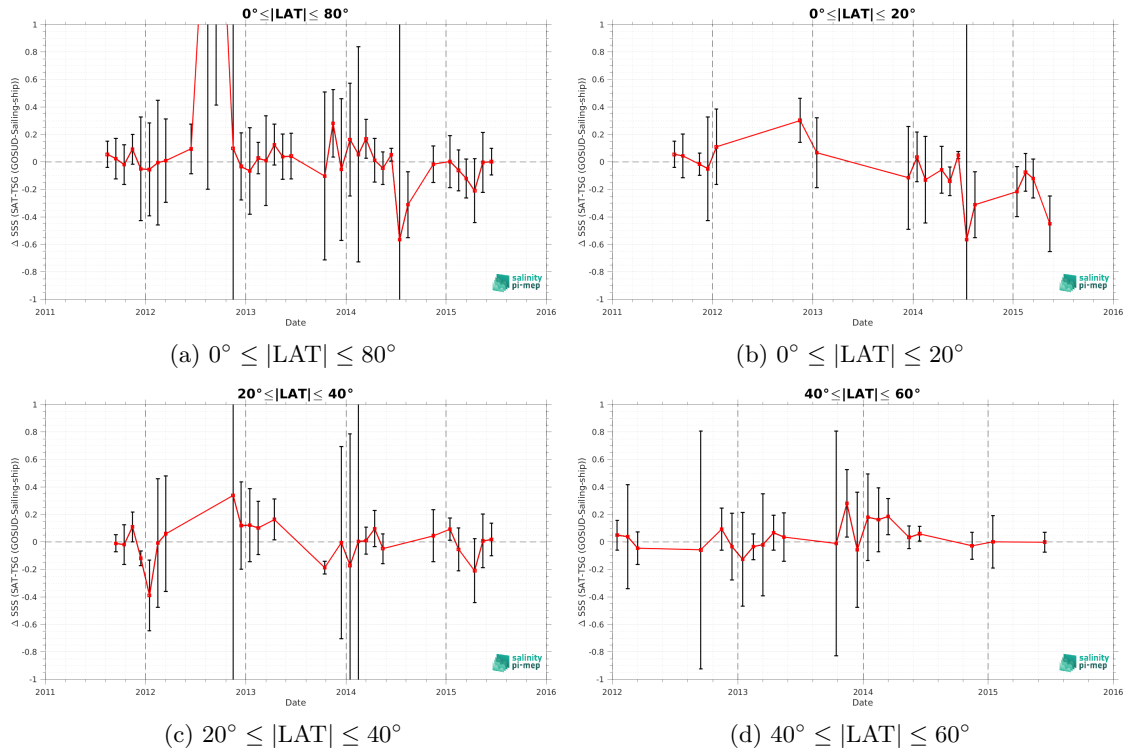 0°≤|LAT|≤ 80°
Δ SSS (SAT-TSG (GOSUD-Sailing-ship))
1
0.8
0.6
0.4
0.2
0
-0.2
-0.4
-0.6
-0.8
-1
2011 2012 2013 2014 2015 2016
Date
salinity
pi-mep
(a) 0° ≤ |LAT| ≤ 80°
0°≤|LAT|≤ 20°
Δ SSS (SAT-TSG (GOSUD-Sailing-ship))
1
0.8
0.6
0.4
0.2
0
-0.2
-0.4
-0.6
-0.8
-1
2011 2012 2013 2014 2015 2016
Date
salinity
pi-mep
(b) 0° ≤ |LAT| ≤ 20°
20°≤|LAT|≤ 40°
Δ SSS (SAT-TSG (GOSUD-Sailing-ship))
1
0.8
0.6
0.4
0.2
0
-0.2
-0.4
-0.6
-0.8
-1
2011 2012 2013 2014 2015 2016
Date
salinity
pi-mep
(c) 20° ≤ |LAT| ≤ 40°
40°≤|LAT|≤ 60°
Δ SSS (SAT-TSG (GOSUD-Sailing-ship))
1
0.8
0.6
0.4
0.2
0
-0.2
-0.4
-0.6
-0.8
-1
2012 2013 2014 2015 2016
Date
salinity
pi-mep
(d) 40° ≤ |LAT| ≤ 60°